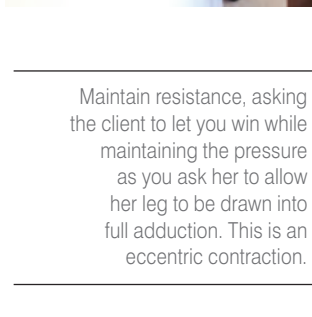 Maintain resistance, asking
the client to let you win while
maintaining the pressure
as you ask her to allow
her leg to be drawn into
full adduction. This is an
eccentric contraction.